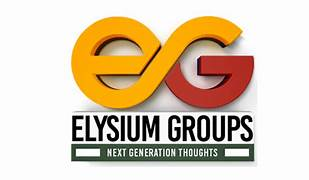 eG
ELYSIUM GROUPS
NEXT GENERATION THOUGHTS